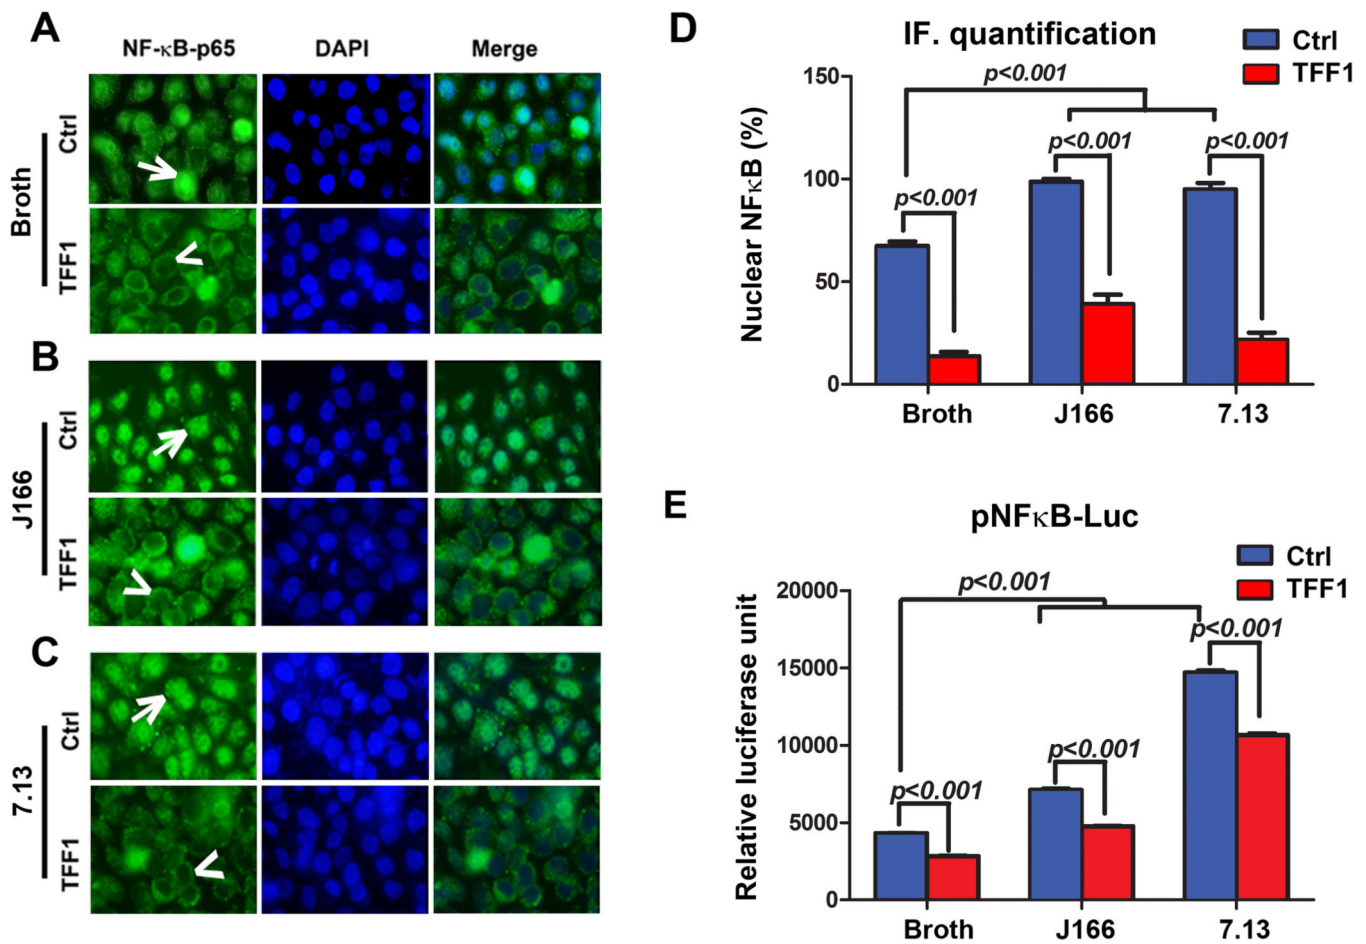 A
NF-κB-p65 DAPI Merge
Broth
Ctrl
TFF1
B
J166
Ctrl
TFF1
C
7.13
Ctrl
TFF1
D
IF. quantification
Ctrl
TFF1
Nuclear NFκB (%)
150
100
50
0
p<0.001
p<0.001
p<0.001
p<0.001
Broth J166 7.13
E
pNFκB-Luc
Ctrl
TFF1
Relative luciferase unit
20000
15000
10000
5000
0
p<0.001
p<0.001
p<0.001
p<0.001
Broth J166 7.13